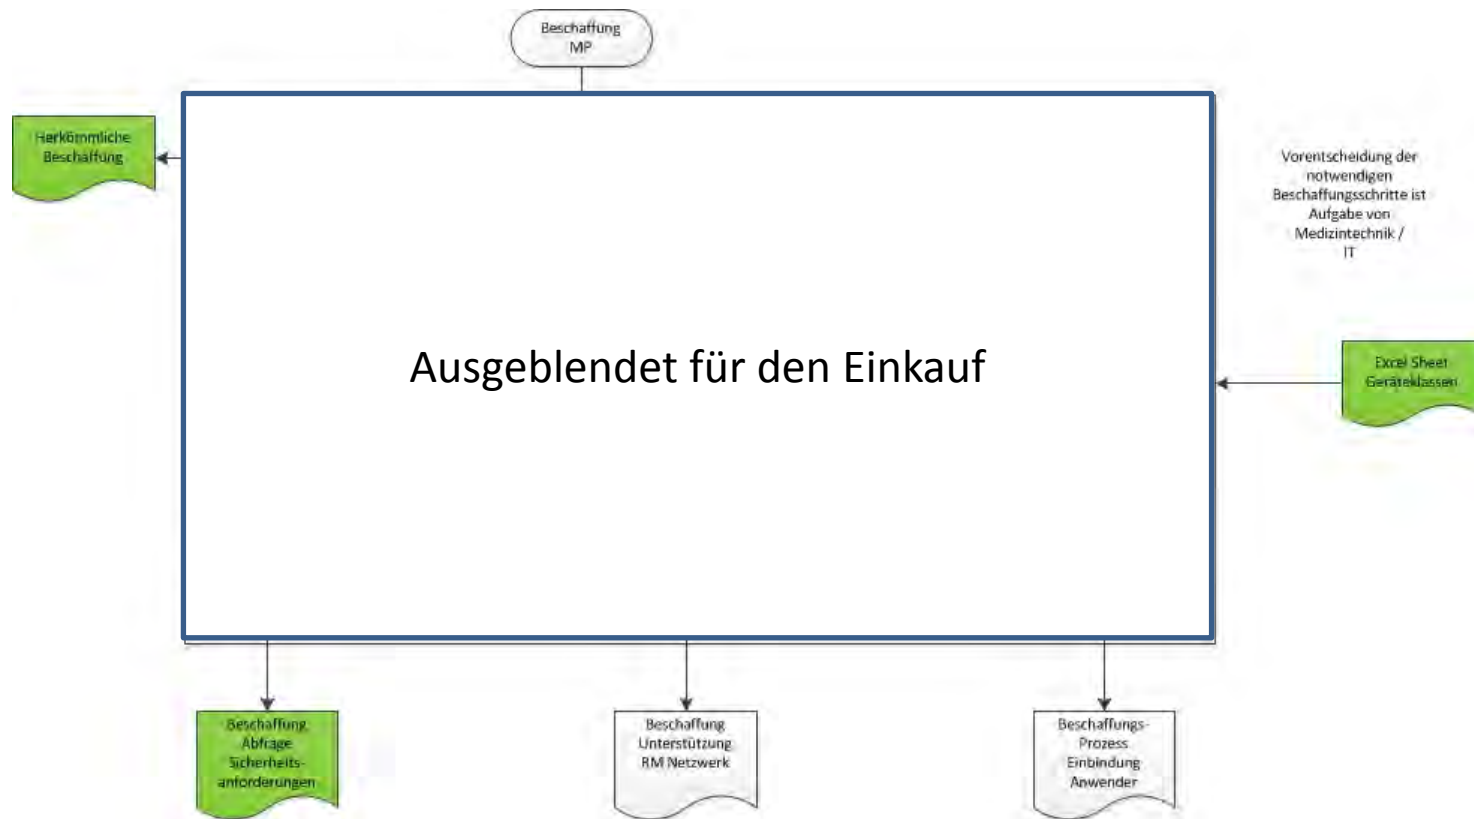 Beschaffung
MP
Herkömmliche
Beschaffung
Vorentscheidung der
notwendigen
Beschaffungsschritte ist
Aufgabe von
Medizintechnik /
IT
Ausgeblendet für den Einkauf
Excel Sheet
Geräteklassen
Beschaffung
Abfrage
Sicherheits-
anforderungen
Beschaffung
Unterstützung
RM Netzwerk
Beschaffungs-
Prozess
Einbindung
Anwender